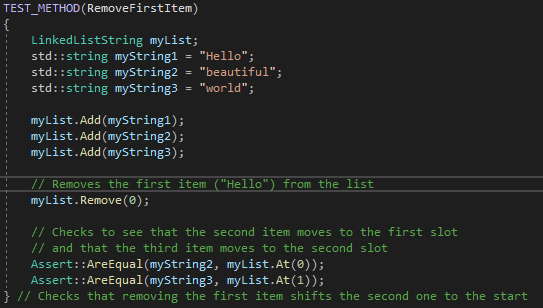 TEST_METHOD(RemoveFirstItem)
{
    LinkedListString myList;
    std::string myString1 = "Hello";
    std::string myString2 = "beautiful";
    std::string myString3 = "world";

    myList.Add(myString1);
    myList.Add(myString2);
    myList.Add(myString3);

    // Removes the first item ("Hello") from the list
    myList.Remove(0);

    // Checks to see that the second item moves to the first slot
    // and that the third item moves to the second slot
    Assert::AreEqual(myString2, myList.At(0));
    Assert::AreEqual(myString3, myList.At(1));
} // Checks that removing the first item shifts the second one to the start